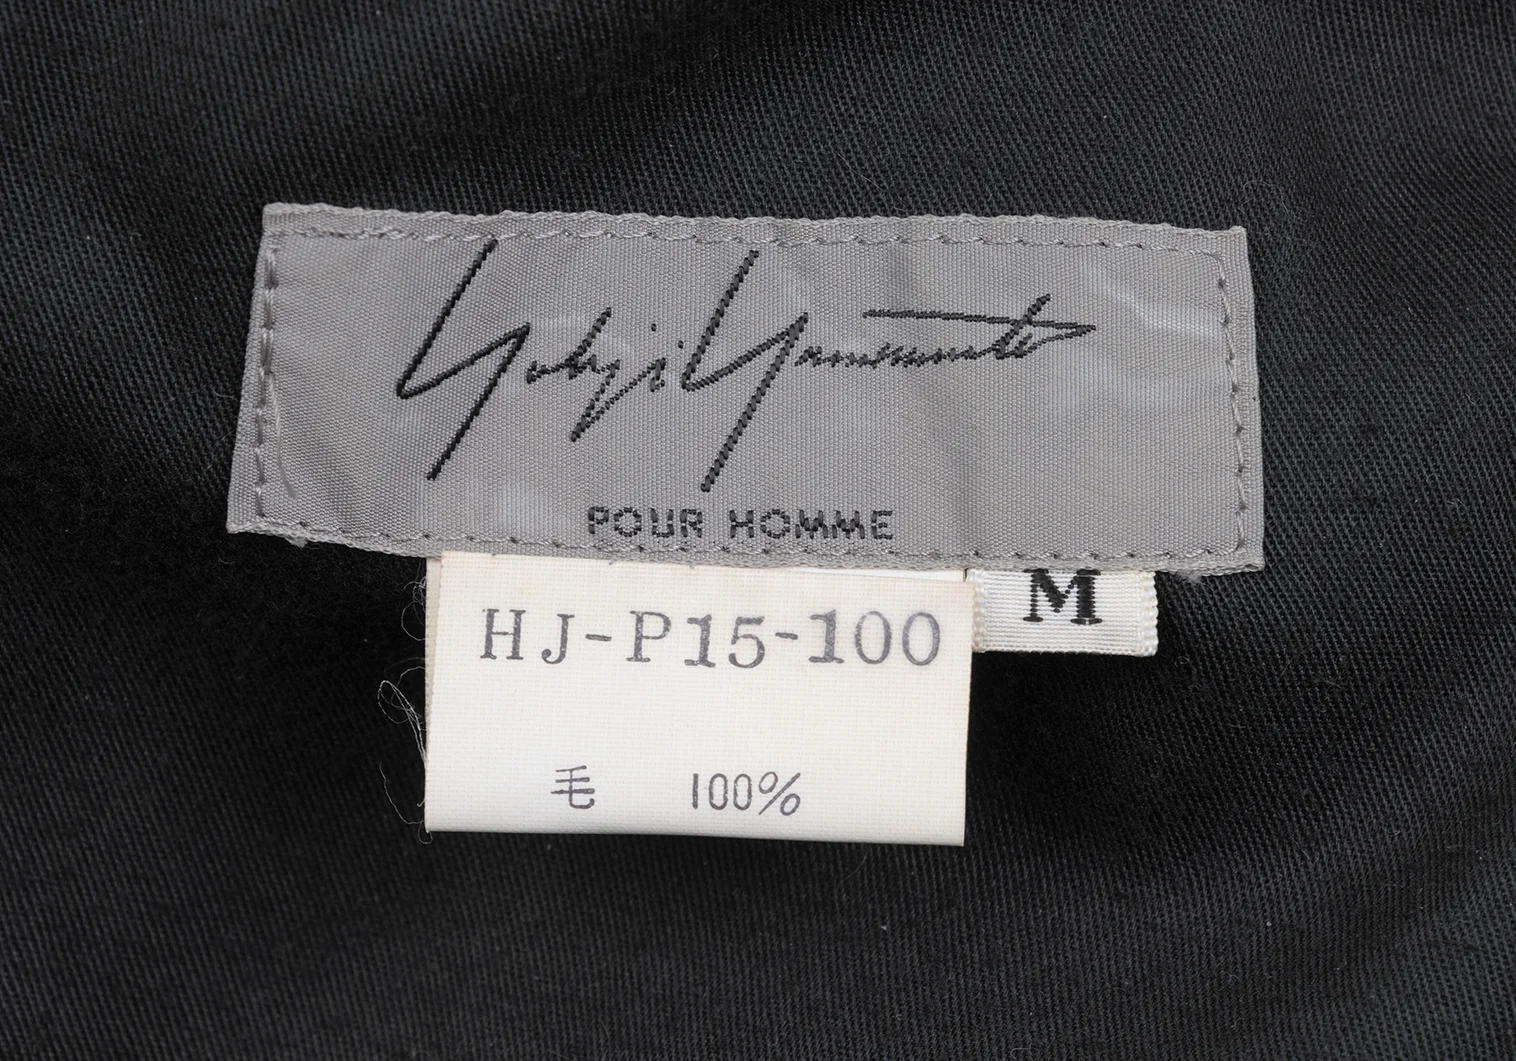 Yohji Yamamoto
POUR HOMME
M
HJ-P15-100
毛 100%